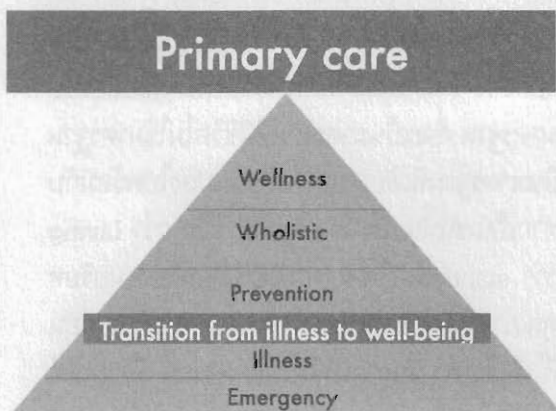 Primary care
Wellness
Wholistic
Prevention
Transition from illness to well-being
Illness
Emergency